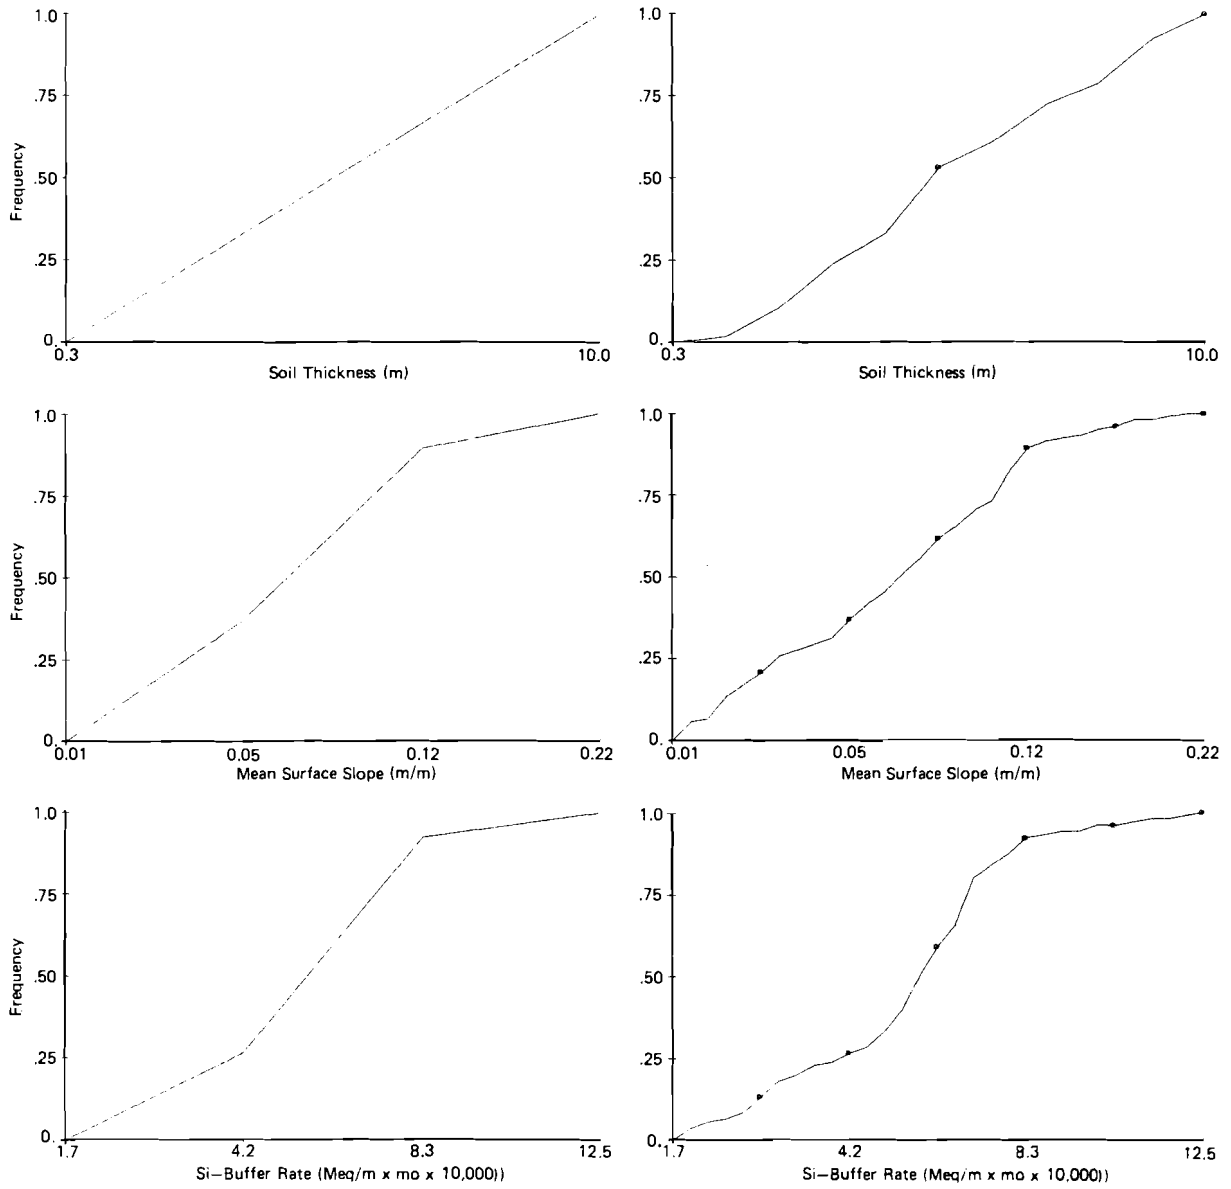 1.0
.75
.50
.25
0.
Frequency
0.3 10.0
Soil Thickness (m)
1.0
.75
.50
.25
0.
0.3 10.0
Soil Thickness (m)
1.0
.75
.50
.25
0.
Frequency
0.01 0.05 0.12 0.22
Mean Surface Slope (m/m)
1.0
.75
.50
.25
0.
0.01 0.05 0.12 0.22
Mean Surface Slope (m/m)
1.0
.75
.50
.25
0.
Frequency
1.7 4.2 8.3 12.5
Si-Buffer Rate (Meq/m x mo x 10,000))
1.0
.75
.50
.25
0.
1.7 4.2 8.3 12.5
Si-Buffer Rate (Meq/m x mo x 10,000))